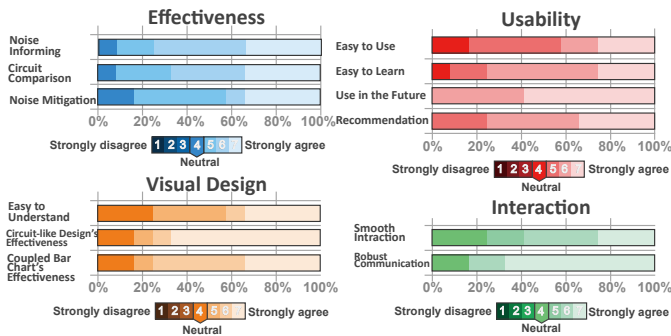 Effectiveness
Noise
Informing
Circuit
Comparison
Noise Mitigation
0% 20% 40% 60% 80% 100%
Strongly disagree 1 2 3 4 5 6 7 Strongly agree
Neutral
Usability
Easy to Use
Easy to Learn
Use in the Future
Recommendation
0% 20% 40% 60% 80% 100%
Strongly disagree 1 2 3 4 5 6 7 Strongly agree
Neutral
Visual Design
Easy to
Understand
Circuit-like Design's
Effectiveness
Coupled Bar
Chart's
Effectiveness
0% 20% 40% 60% 80% 100%
Strongly disagree 1 2 3 4 5 6 7 Strongly agree
Neutral
Interaction
Smooth
Intraction
Robust
Communication
0% 20% 40% 60% 80% 100%
Strongly disagree 1 2 3 4 5 6 7 Strongly agree
Neutral